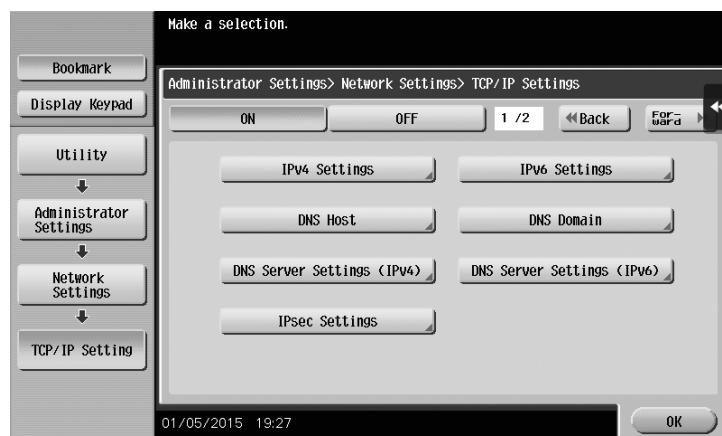 Make a selection.
Bookmark
Display Keypad
Administrator Settings> Network Settings> TCP/IP Settings
ON
OFF
1 /2
Back
For-
ward
Utility
Administrator
Settings
Network
Settings
TCP/IP Setting
IPv4 Settings
IPv6 Settings
DNS Host
DNS Domain
DNS Server Settings (IPv4)
DNS Server Settings (IPv6)
IPsec Settings
01/05/2015 19:27
OK